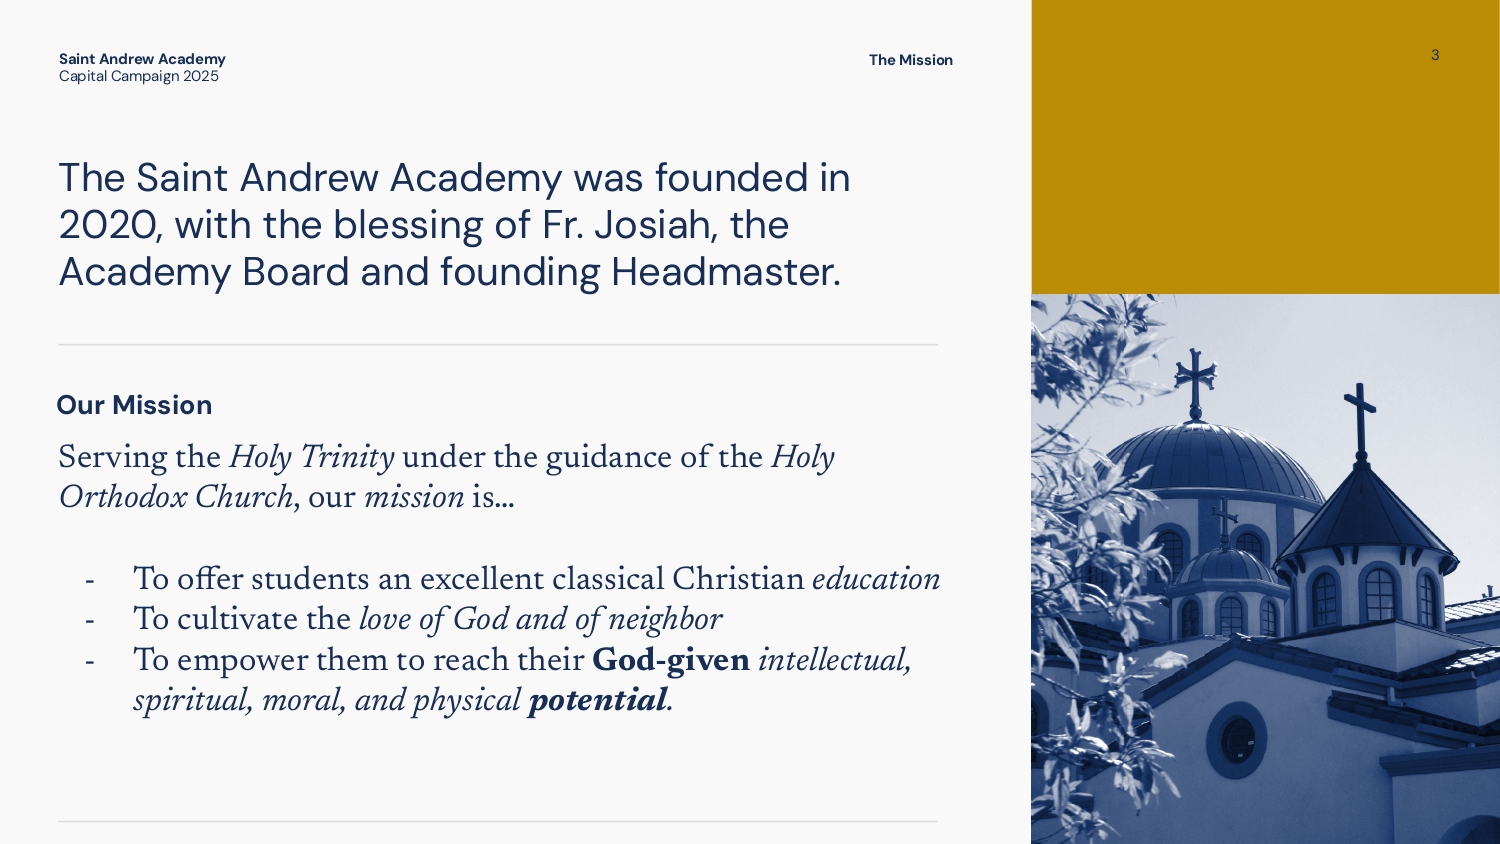 Saint Andrew Academy
Capital Campaign 2025
The Mission
3
The Saint Andrew Academy was founded in
2020, with the blessing of Fr. Josiah, the
Academy Board and founding Headmaster.
Our Mission
Serving the Holy Trinity under the guidance of the Holy
Orthodox Church, our mission is...
- To offer students an excellent classical Christian education
- To cultivate the love of God and of neighbor
- To empower them to reach their God-given intellectual,
spiritual, moral, and physical potential.